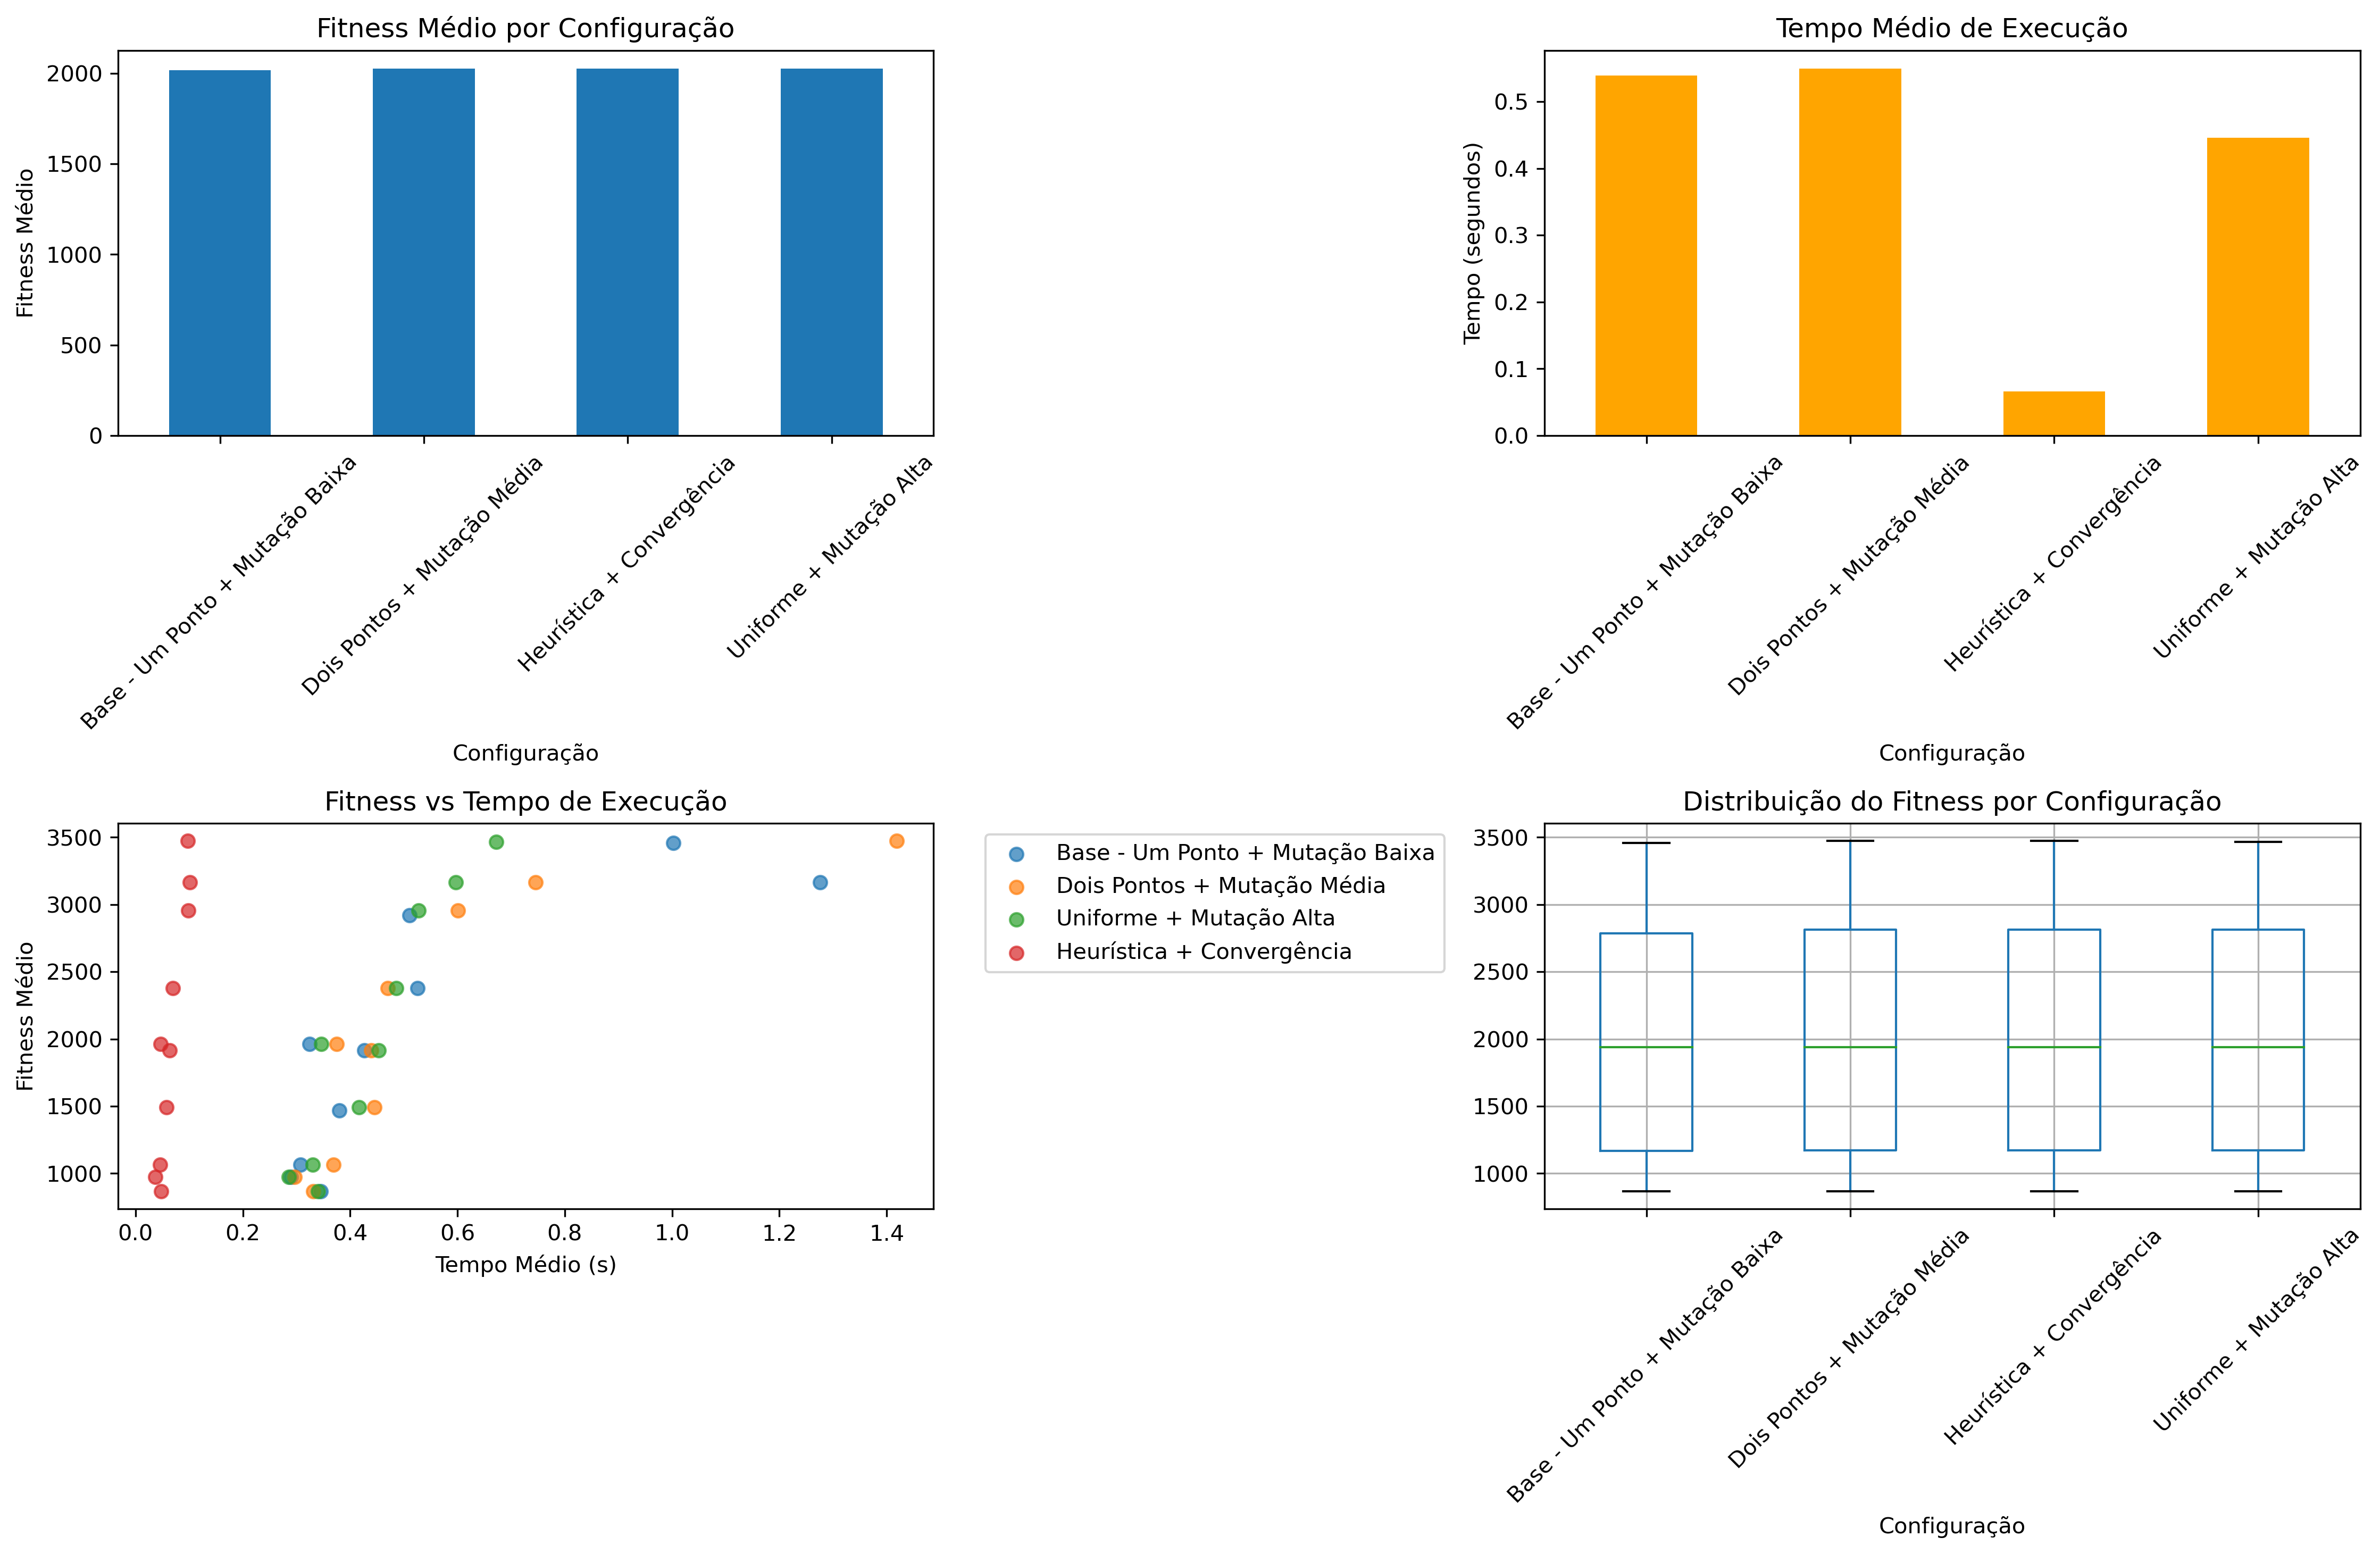 Fitness Médio por Configuração
Fitness Médio
2000
1500
1000
500
0
Base - Um Ponto + Mutação Baixa
Dois Pontos + Mutação Média
Heurística + Convergência
Uniforme + Mutação Alta
Configuração
Tempo Médio de Execução
Tempo (segundos)
0.5
0.4
0.3
0.2
0.1
0.0
Base - Um Ponto + Mutação Baixa
Dois Pontos + Mutação Média
Heurística + Convergência
Uniforme + Mutação Alta
Configuração
Fitness vs Tempo de Execução
Fitness Médio
3500
3000
2500
2000
1500
1000
0.0
0.2
0.4
0.6
0.8
1.0
1.2
1.4
Tempo Médio (s)
Base - Um Ponto + Mutação Baixa
Dois Pontos + Mutação Média
Uniforme + Mutação Alta
Heurística + Convergência
Distribuição do Fitness por Configuração
3500
3000
2500
2000
1500
1000
Base - Um Ponto + Mutação Baixa
Dois Pontos + Mutação Média
Heurística + Convergência
Uniforme + Mutação Alta
Configuração